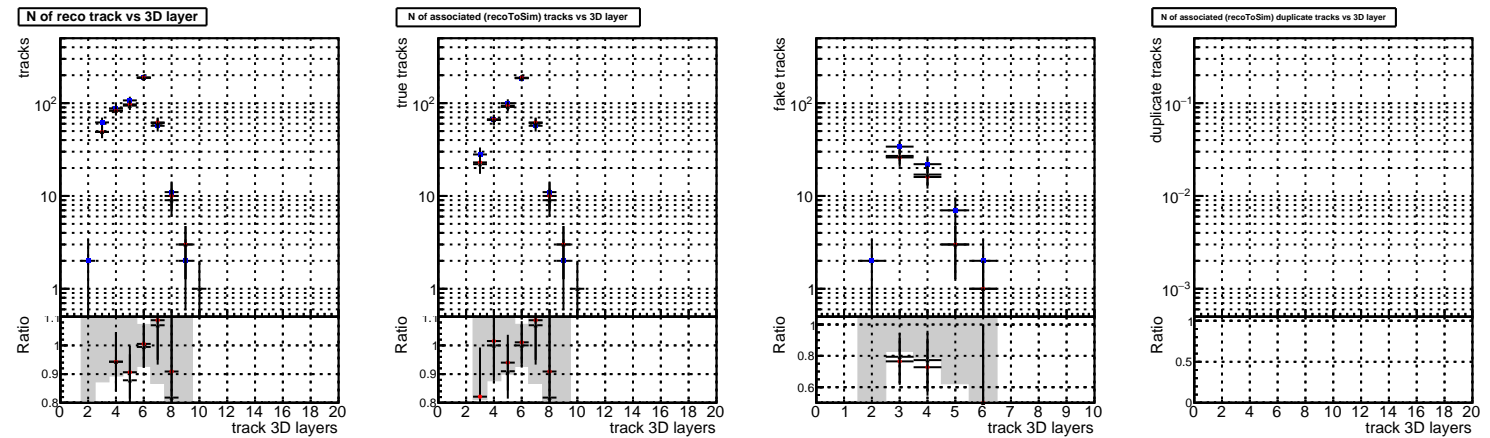 N of reco track vs 3D layer
tracks
10²
10
1
Ratio
1.1
1
0.9
0.8
0 2 4 6 8 10 12 14 16 18 20
track 3D layers
N of associated (recoToSim) tracks vs 3D layer
true tracks
10²
10
1
Ratio
1.1
1
0.9
0.8
0 2 4 6 8 10 12 14 16 18 20
track 3D layers
fake tracks
10²
10
1
Ratio
1
0.8
0.6
0 1 2 3 4 5 6 7 8 9 10
track 3D layers
N of associated (recoToSim) duplicate tracks vs 3D layer
duplicate tracks
10⁻¹
10⁻²
10⁻³
Ratio
1
0.5
0
0 2 4 6 8 10 12 14 16 18 20
track 3D layers